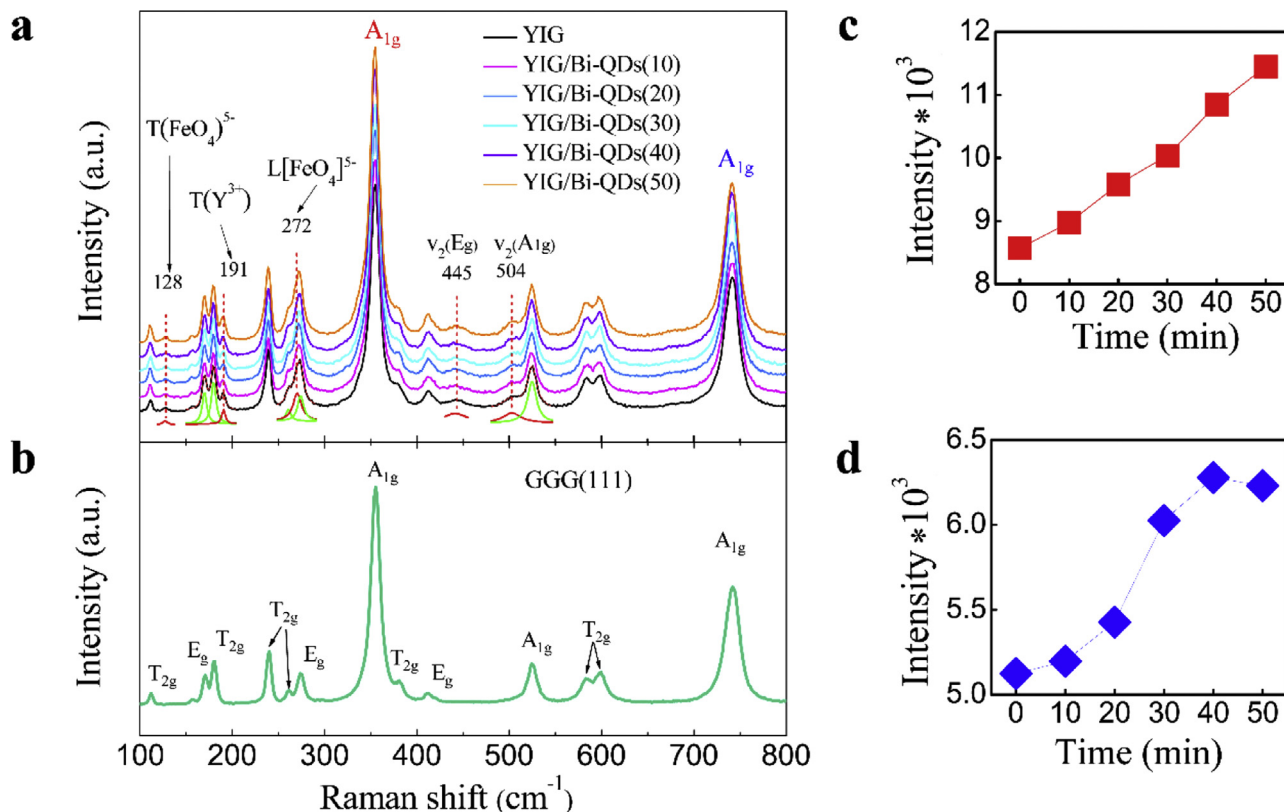 a
A1g
YIG
YIG/Bi-QDs(10)
YIG/Bi-QDs(20)
YIG/Bi-QDs(30)
YIG/Bi-QDs(40)
YIG/Bi-QDs(50)
T(FeO4)5-
T(Y3+)
L[FeO4]5-
128
191
272
ν2(Eg)
445
ν2(A1g)
504
A1g
Intensity (a.u.)
b
GGG(111)
A1g
A1g
T2g
Eg
T2g
T2g
Eg
T2g
Eg
A1g
T2g
Intensity (a.u.)
100 200 300 400 500 600 700 800
Raman shift (cm-1)
c
12
11
10
9
8
Intensity *103
0 10 20 30 40 50
Time (min)
d
6.5
6.0
5.5
5.0
Intensity *103
0 10 20 30 40 50
Time (min)